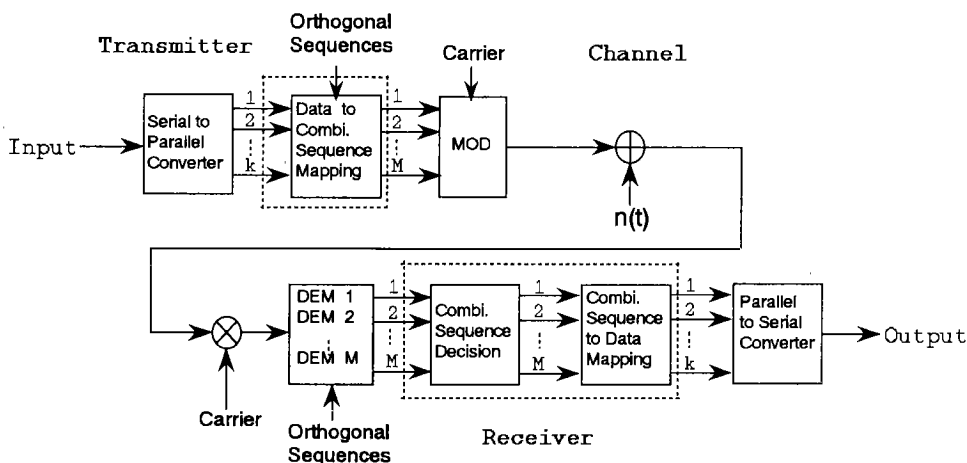 Transmitter
Orthogonal
Sequences
Carrier
Channel
Input
Serial to
Parallel
Converter
1
2
k
Data to
Combi.
Sequence
Mapping
1
2
M
MOD
n(t)
Carrier
DEM 1
DEM 2
DEM M
Orthogonal
Sequences
1
2
M
Combi.
Sequence
Decision
1
2
M
Combi.
Sequence
to Data
Mapping
1
2
k
Parallel
to Serial
Converter
Output
Receiver